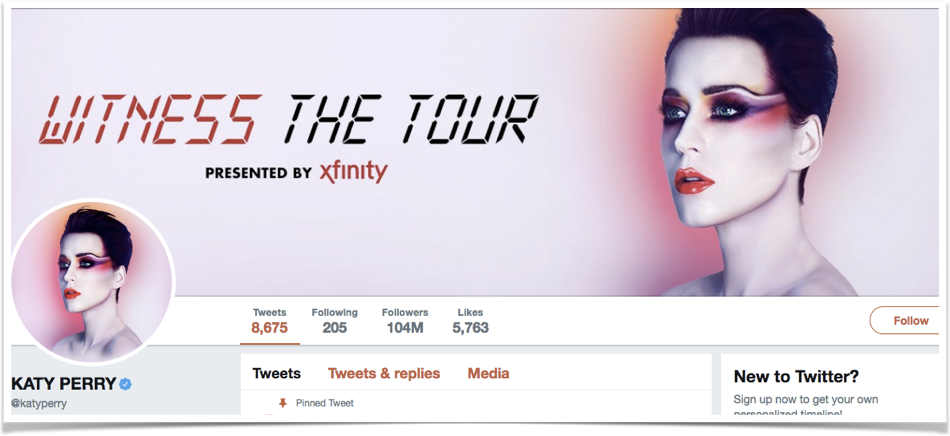 WITNESS THE TOUR
PRESENTED BY xfinity
Tweets Following Followers Likes
8,675 205 104M 5,763
Follow
KATY PERRY
@katyperry
Tweets Tweets & replies Media
Pinned Tweet
New to Twitter?
Sign up now to get your own
personalized timeline!